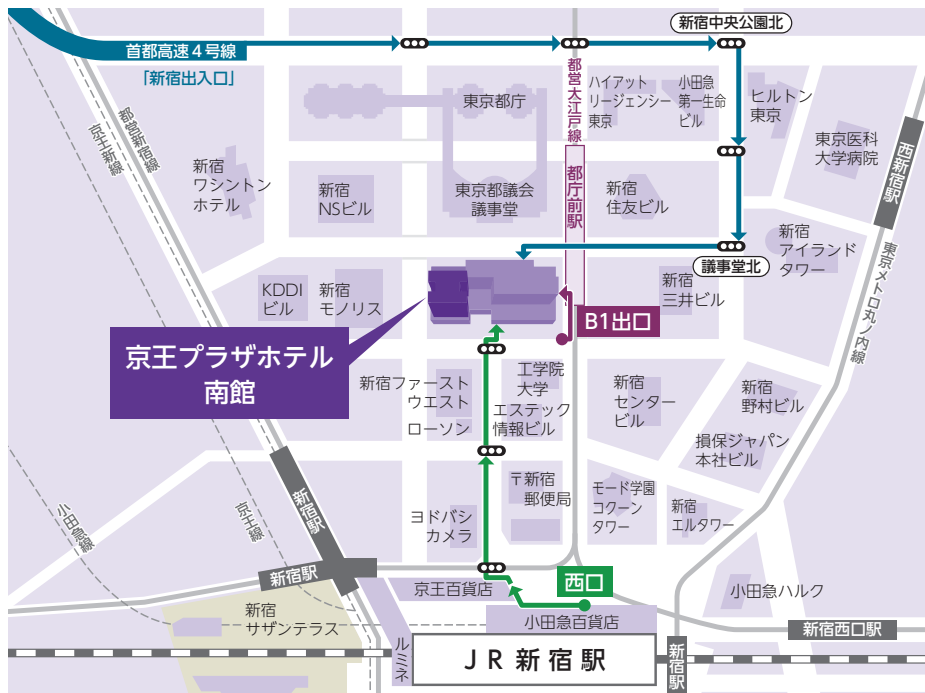 新宿中央公園北
首都高速4号線
「新宿出入口」
都営大江戸線
ハイアット
リージェンシー
東京
小田急
第一生命
ビル
ヒルトン
東京
東京都庁
都営新宿線
京王新線
東京医科
大学病院
西新宿駅
新宿
ワシントン
ホテル
新宿
NSビル
東京都議会
議事堂
都庁前駅
新宿
住友ビル
新宿
アイランド
タワー
議事堂北
東京メトロ丸ノ内線
KDDI
ビル
新宿
モノリス
新宿
三井ビル
B1出口
京王プラザホテル
南館
新宿ファースト
ウエスト
ローソン
工学院
大学
エステック
情報ビル
新宿
センター
ビル
新宿
野村ビル
損保ジャパン
本社ビル
〒新宿
郵便局
モード学園
コクーン
タワー
新宿
エルタワー
ヨドバシ
カメラ
新宿駅
小田急線
京王線
新宿駅
京王百貨店
西口
小田急ハルク
新宿
サザンテラス
小田急百貨店
新宿西口駅
ルミネ
JR新宿駅
新宿駅